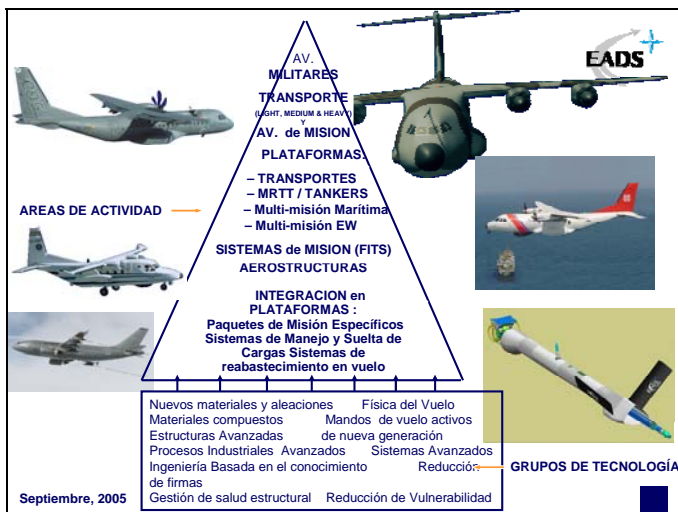 EADS
AV.
MILITARES
TRANSPORTE
(LIGHT, MEDIUM & HEAVY)
Y
AV. de MISION
PLATAFORMAS:
– TRANSPORTES
– MRTT / TANKERS
– Multi-misión Marítima
– Multi-misión EW
AREAS DE ACTIVIDAD
SISTEMAS de MISION (FITS)
AEROSTRUCTURAS
INTEGRACION en
PLATAFORMAS :
Paquetes de Misión Específicos
Sistemas de Manejo y Suelta de
Cargas Sistemas de
reabastecimiento en vuelo
Nuevos materiales y aleaciones Física del Vuelo
Materiales compuestos Mandos de vuelo activos
Estructuras Avanzadas de nueva generación
Procesos Industriales Avanzados Sistemas Avanzados
Ingeniería Basada en el conocimiento Reducción
de firmas
Gestión de salud estructural Reducción de Vulnerabilidad
GRUPOS DE TECNOLOGÍA
Septiembre, 2005